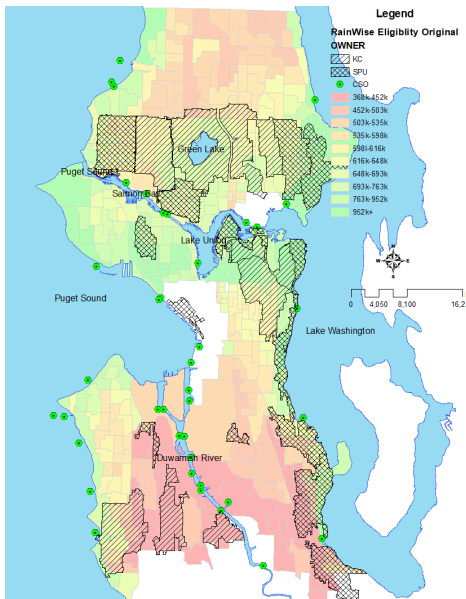 Legend
RainWise Eligiblity Original
OWNER
KC
SPU
CSO
368k-452k
452k-503k
503k-535k
535k-598k
598l-616k
616k-648k
648k-693k
693k-763k
763k-952k
952k+
Green Lake
Puget Sound
Salmon Bay
Lake Union
N
W E
S
Puget Sound
0 4,050 8,100 16,2
Lake Washington
Duwamish River